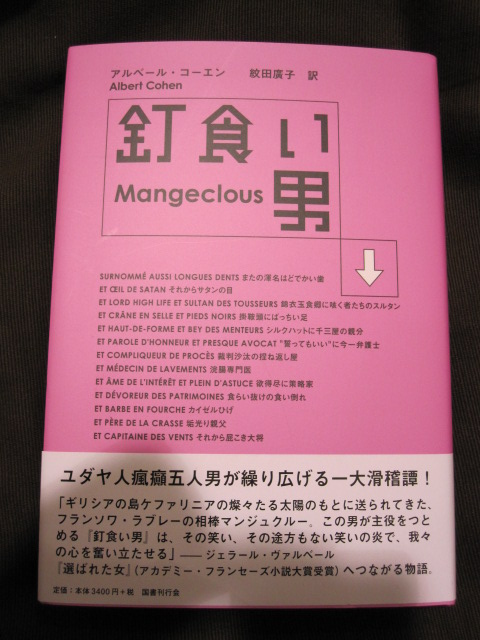 アルベール・コーエン 紋田廣子 訳
Albert Cohen
釘食い
Mangeclous 男
SURNOMMÉ AUSSI LONGUES DENTS またの渾名はどでかい歯
ET ŒIL DE SATAN それからサタンの目
ET LORD HIGH LIFE ET SULTAN DES TOUSSEURS 錦衣玉食郷に咳く者たちのスルタン
ET CRÂNE EN SELLE ET PIEDS NOIRS 掛鞍頭にばっちい足
ET HAUT-DE-FORME ET BEY DES MENTEURS シルクハットに千三屋の親分
ET PAROLE D'HONNEUR ET PRESQUE AVOCAT "誓ってもいい"に今一弁護士
ET COMPLIQUEUR DE PROCÈS 裁判沙汰の捏ね返し屋
ET MÉDECIN DE LAVEMENTS 浣腸専門医
ET ÂME DE L'INTÉRÊT ET PLEIN D'ASTUCE 欲得尽に策略家
ET DÉVOREUR DES PATRIMOINES 食らい抜けの食い倒れ
ET BARBE EN FOURCHE カイゼルひげ
ET PÈRE DE LA CRASSE 垢光り親父
ET CAPITAINE DES VENTS それから屁こき大将
ユダヤ人瘋癲五人男が繰り広げる一大滑稽譚！
「ギリシアの島ケファリニアの燦々たる太陽のもとに送られてきた、
フランソワ・ラブレーの相棒マンジュクルー。この男が主役をつと
める『釘食い男』は、その笑い、その途方もない笑いの炎で、我々
の心を奮い立たせる」――ジェラール・ヴァルベール
『選ばれた女』（アカデミー・フランセーズ小説大賞受賞）へつながる物語。
定価：本体3400円+税 国書刊行会